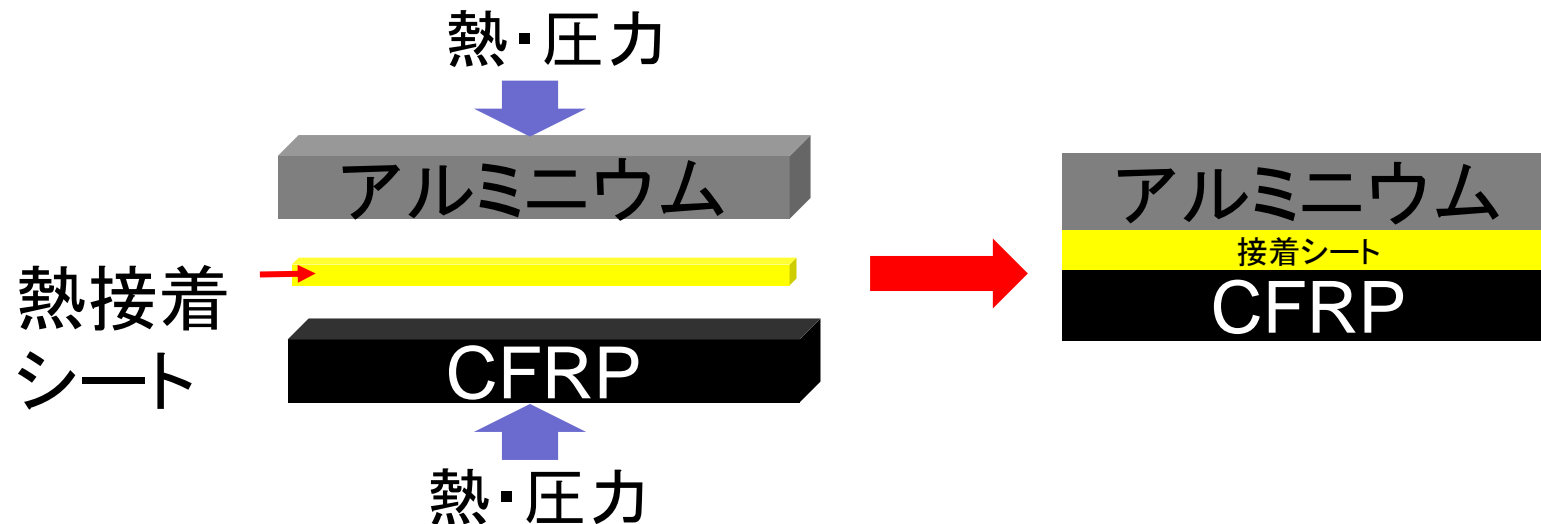 熱・圧力
アルミニウム
熱接着
シート
CFRP
熱・圧力
アルミニウム
接着シート
CFRP